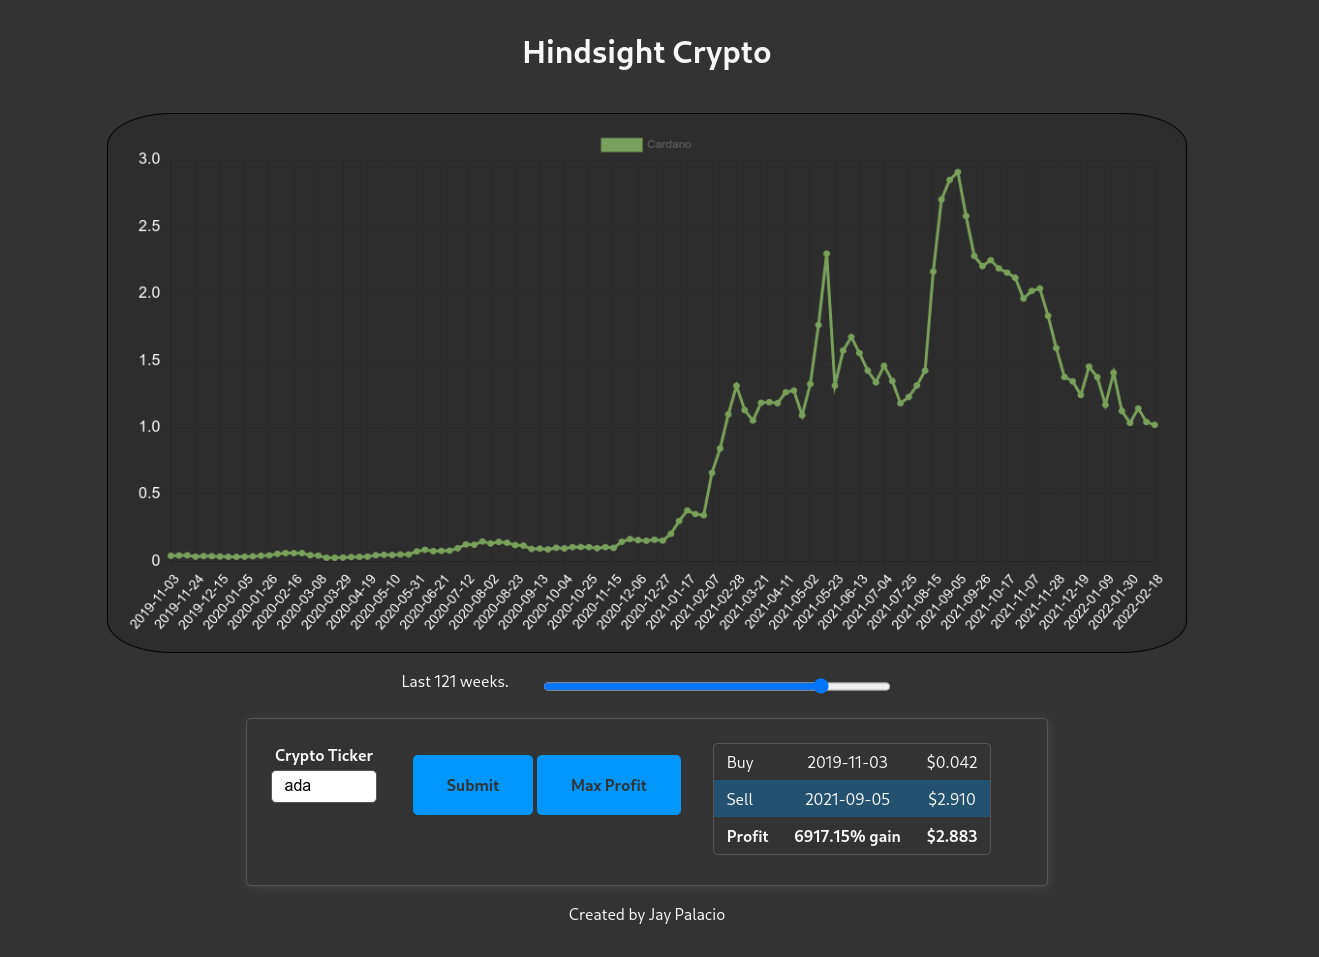 Hindsight Crypto
Cardano
3.0
2.5
2.0
1.5
1.0
0.5
0
2019-11-03 2019-11-24 2019-12-15 2020-01-05 2020-01-26 2020-02-16 2020-03-08 2020-03-29 2020-04-19 2020-05-10 2020-05-31 2020-06-21 2020-07-12 2020-08-02 2020-08-23 2020-09-13 2020-10-04 2020-10-25 2020-11-15 2020-12-06 2020-12-27 2021-01-17 2021-02-07 2021-02-28 2021-03-21 2021-04-11 2021-05-02 2021-05-23 2021-06-13 2021-07-04 2021-07-25 2021-08-15 2021-09-05 2021-09-26 2021-10-17 2021-11-07 2021-11-28 2021-12-19 2022-01-09 2022-01-30 2022-02-18
Last 121 weeks.
Crypto Ticker
ada
Submit Max Profit
Buy 2019-11-03 $0.042
Sell 2021-09-05 $2.910
Profit 6917.15% gain $2.883
Created by Jay Palacio